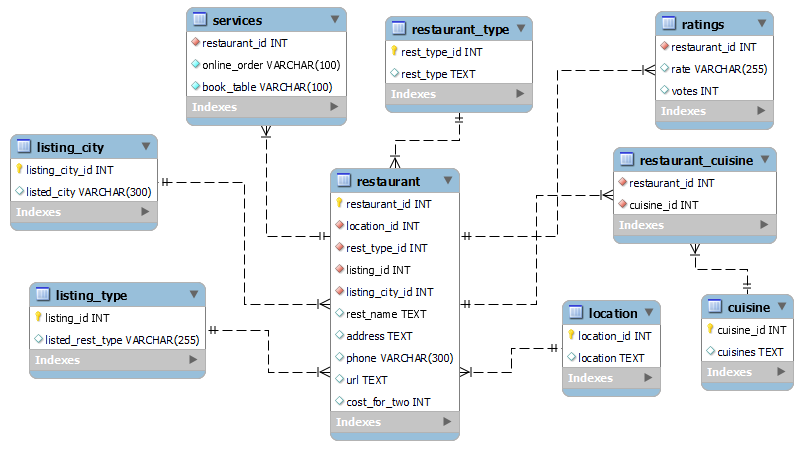 services
restaurant_id INT
online_order VARCHAR(100)
book_table VARCHAR(100)
Indexes
restaurant_type
rest_type_id INT
rest_type TEXT
Indexes
ratings
restaurant_id INT
rate VARCHAR(255)
votes INT
Indexes
listing_city
listing_city_id INT
listed_city VARCHAR(300)
Indexes
restaurant
restaurant_id INT
location_id INT
rest_type_id INT
listing_id INT
listing_city_id INT
rest_name TEXT
address TEXT
phone VARCHAR(300)
url TEXT
cost_for_two INT
Indexes
restaurant_cuisine
restaurant_id INT
cuisine_id INT
Indexes
listing_type
listing_id INT
listed_rest_type VARCHAR(255)
Indexes
location
location_id INT
location TEXT
Indexes
cuisine
cuisine_id INT
cuisines TEXT
Indexes